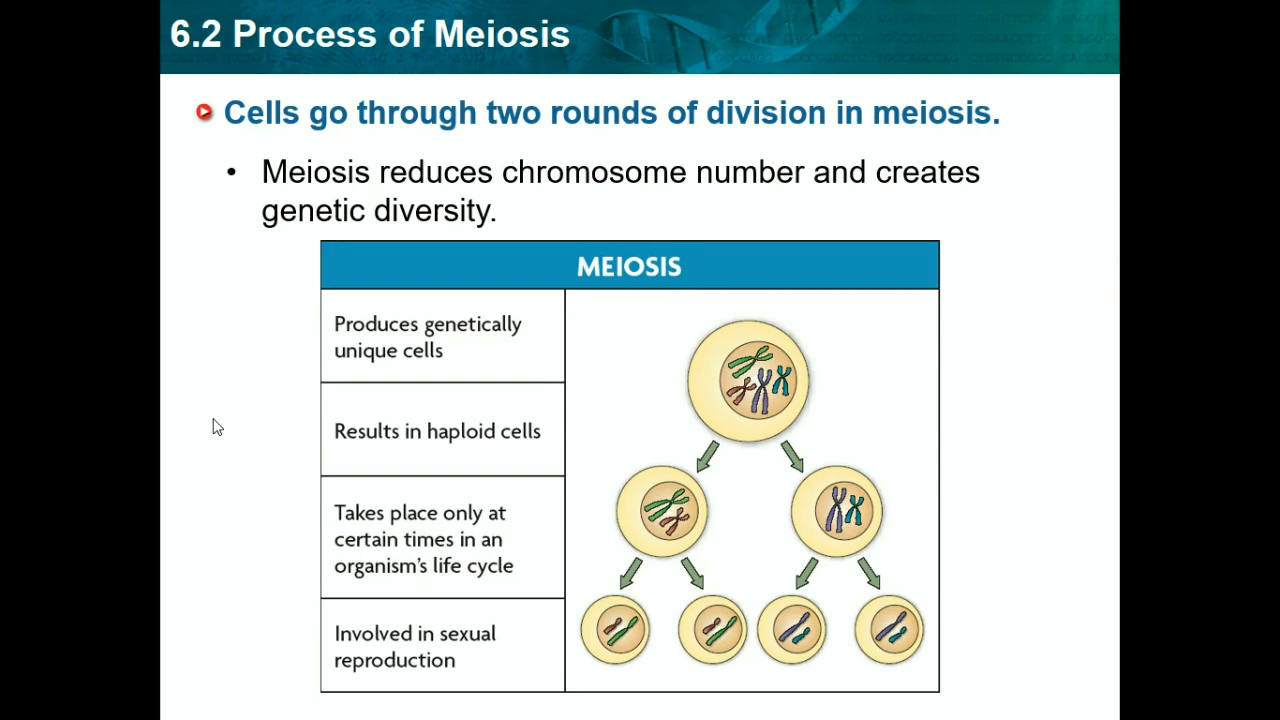 6.2 Process of Meiosis
Cells go through two rounds of division in meiosis.
• Meiosis reduces chromosome number and creates
genetic diversity.
MEIOSIS
Produces genetically
unique cells
Results in haploid cells
Takes place only at
certain times in an
organism's life cycle
Involved in sexual
reproduction